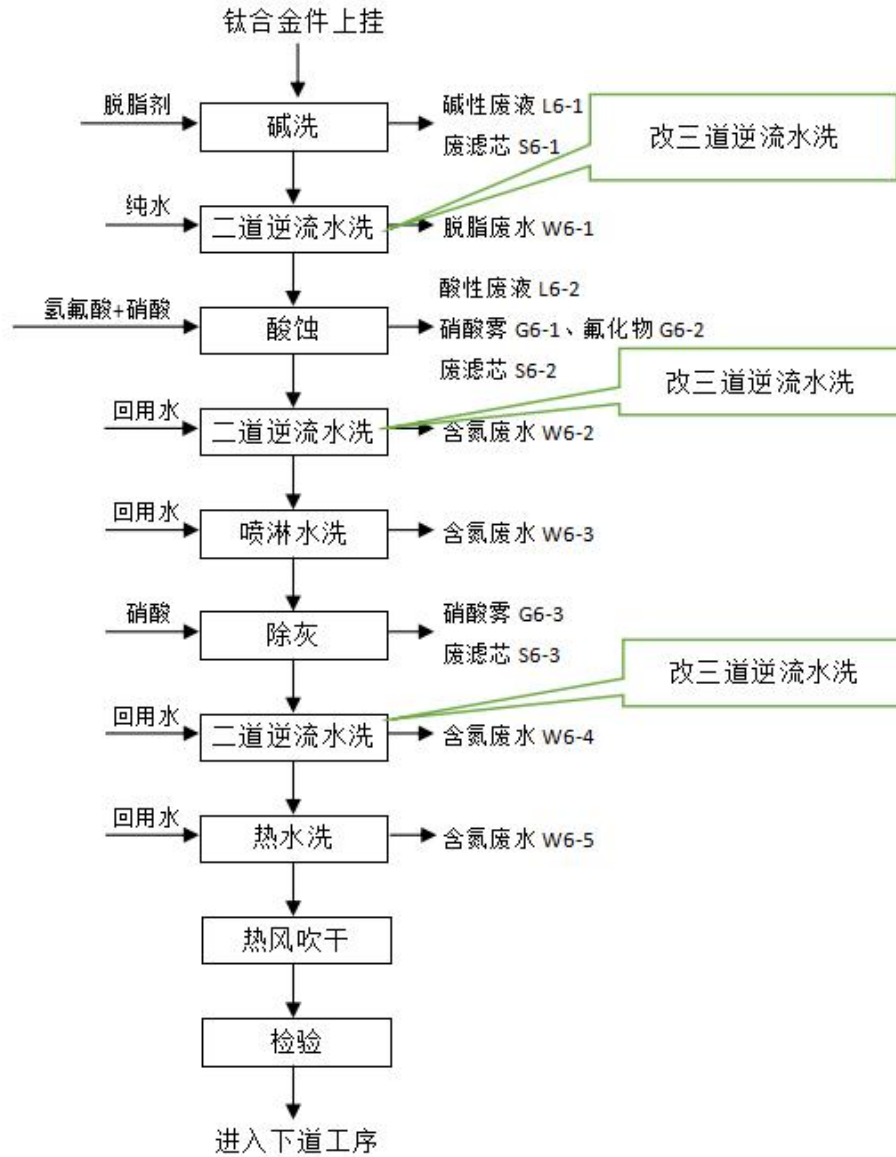 钛合金件上挂
脱脂剂
碱洗
碱性废液 L6-1
废滤芯 S6-1
改三道逆流水洗
纯水
二道逆流水洗
脱脂废水 W6-1
氢氟酸+硝酸
酸蚀
酸性废液 L6-2
硝酸雾 G6-1、氟化物 G6-2
废滤芯 S6-2
改三道逆流水洗
回用水
二道逆流水洗
含氮废水 W6-2
回用水
喷淋水洗
含氮废水 W6-3
硝酸
除灰
硝酸雾 G6-3
废滤芯 S6-3
改三道逆流水洗
回用水
二道逆流水洗
含氮废水 W6-4
回用水
热水洗
含氮废水 W6-5
热风吹干
检验
进入下道工序